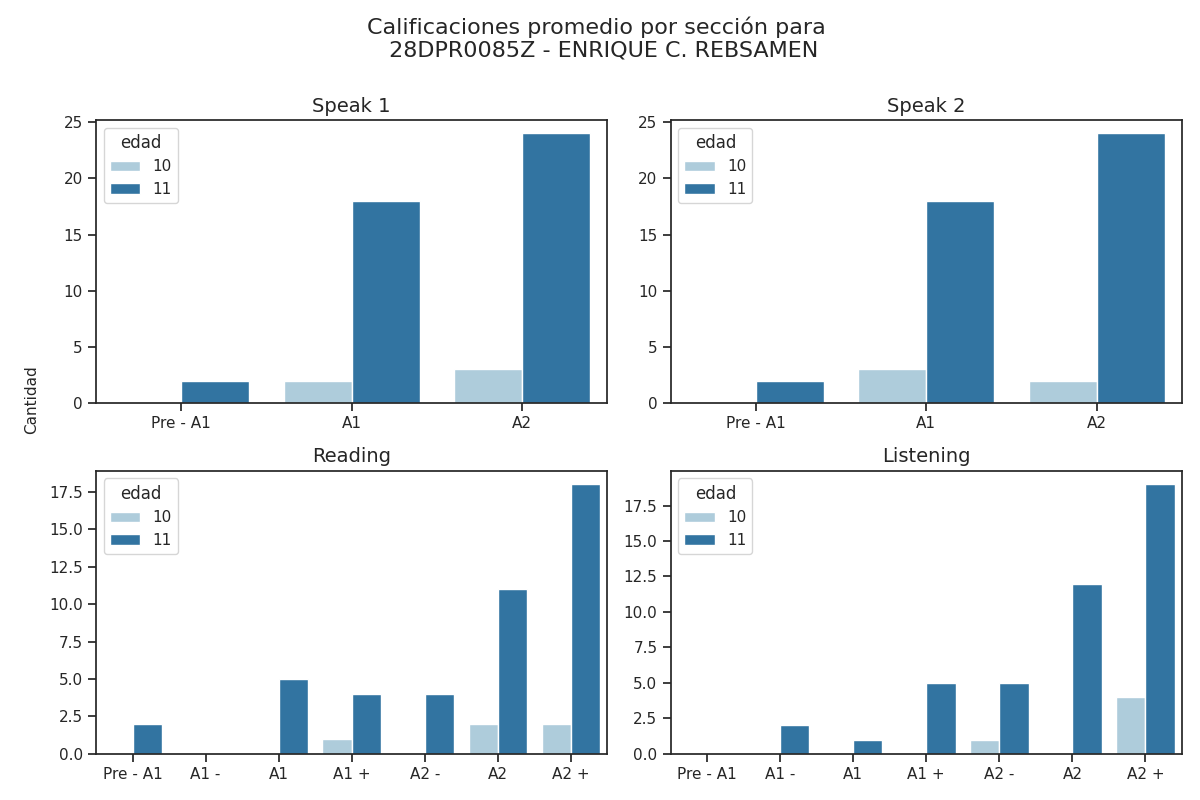 Calificaciones promedio por sección para
28DPR0085Z - ENRIQUE C. REBSAMEN
Cantidad
Speak 1
25
20
15
10
5
0
edad
10
11
Pre - A1
A1
A2
Speak 2
25
20
15
10
5
0
edad
10
11
Pre - A1
A1
A2
Reading
17.5
15.0
12.5
10.0
7.5
5.0
2.5
0.0
edad
10
11
Pre - A1
A1 -
A1
A1 +
A2 -
A2
A2 +
Listening
17.5
15.0
12.5
10.0
7.5
5.0
2.5
0.0
edad
10
11
Pre - A1
A1 -
A1
A1 +
A2 -
A2
A2 +